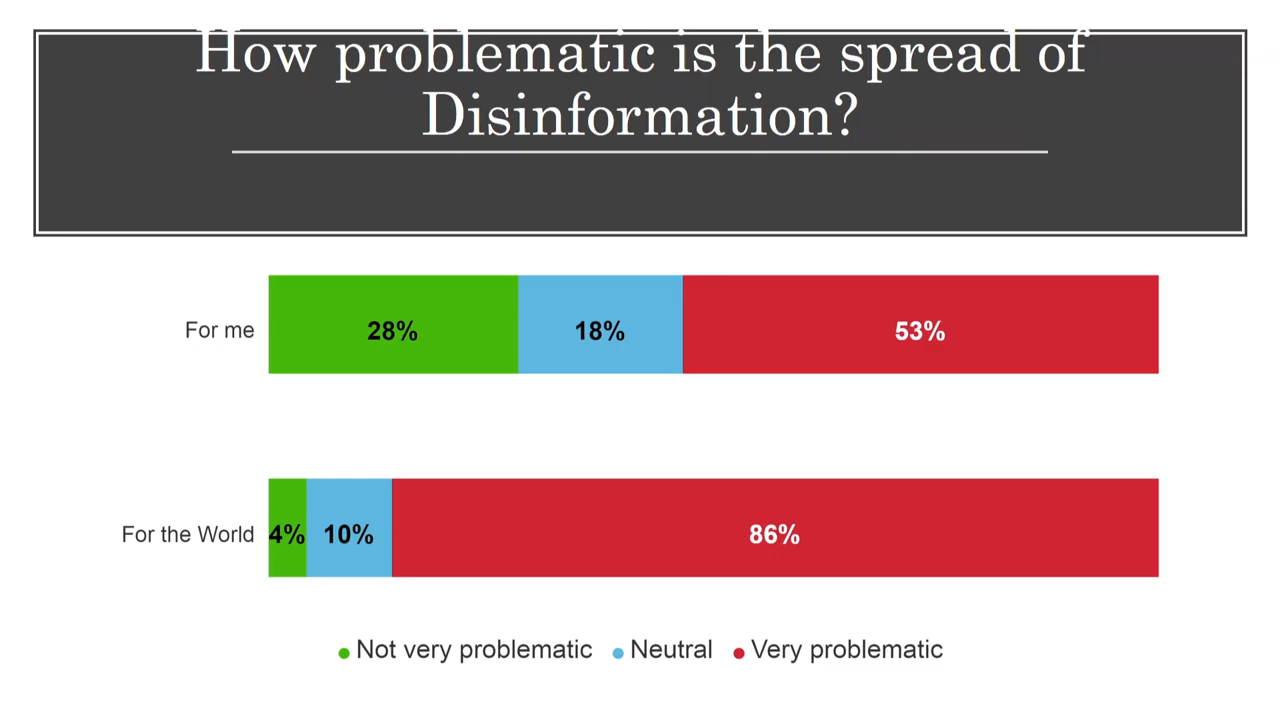 How problematic is the spread of
Disinformation?
For me
28%
18%
53%
For the World
4%
10%
86%
Not very problematic
Neutral
Very problematic